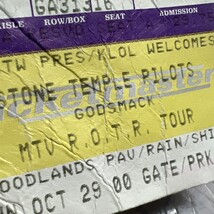 GA31316
AISLE ROW/BOX SEAT ADMISSION
TW PRES/KLOL WELCOMES
STONE TEMPLE PILOTS
GODSMACK
MTV R.O.T.R. TOUR
WOODLANDS PAV/RAIN/SHI
OCT 29 00 GATE/PRK